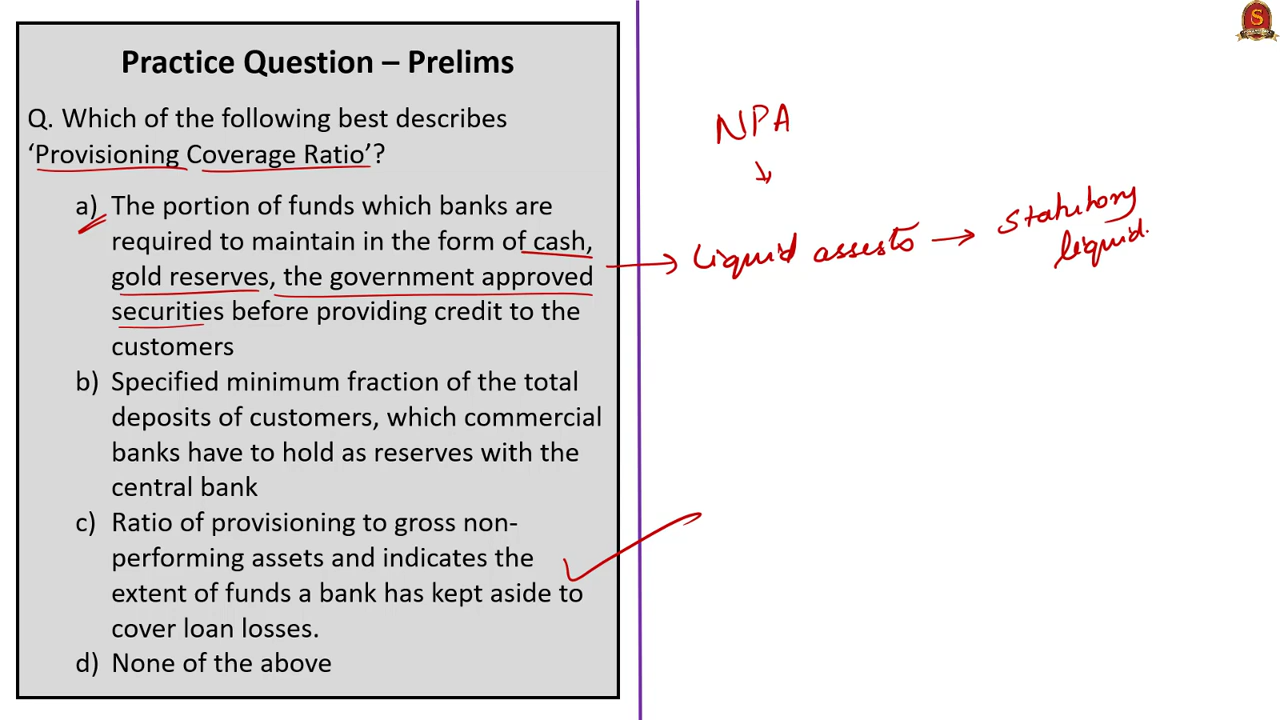 Practice Question – Prelims
Q. Which of the following best describes
‘Provisioning Coverage Ratio’?
a) The portion of funds which banks are
required to maintain in the form of cash,
gold reserves, the government approved
securities before providing credit to the
customers
b) Specified minimum fraction of the total
deposits of customers, which commercial
banks have to hold as reserves with the
central bank
c) Ratio of provisioning to gross non-
performing assets and indicates the
extent of funds a bank has kept aside to
cover loan losses.
d) None of the above
NPA
Liquid assests → Statutory
liquid.
S